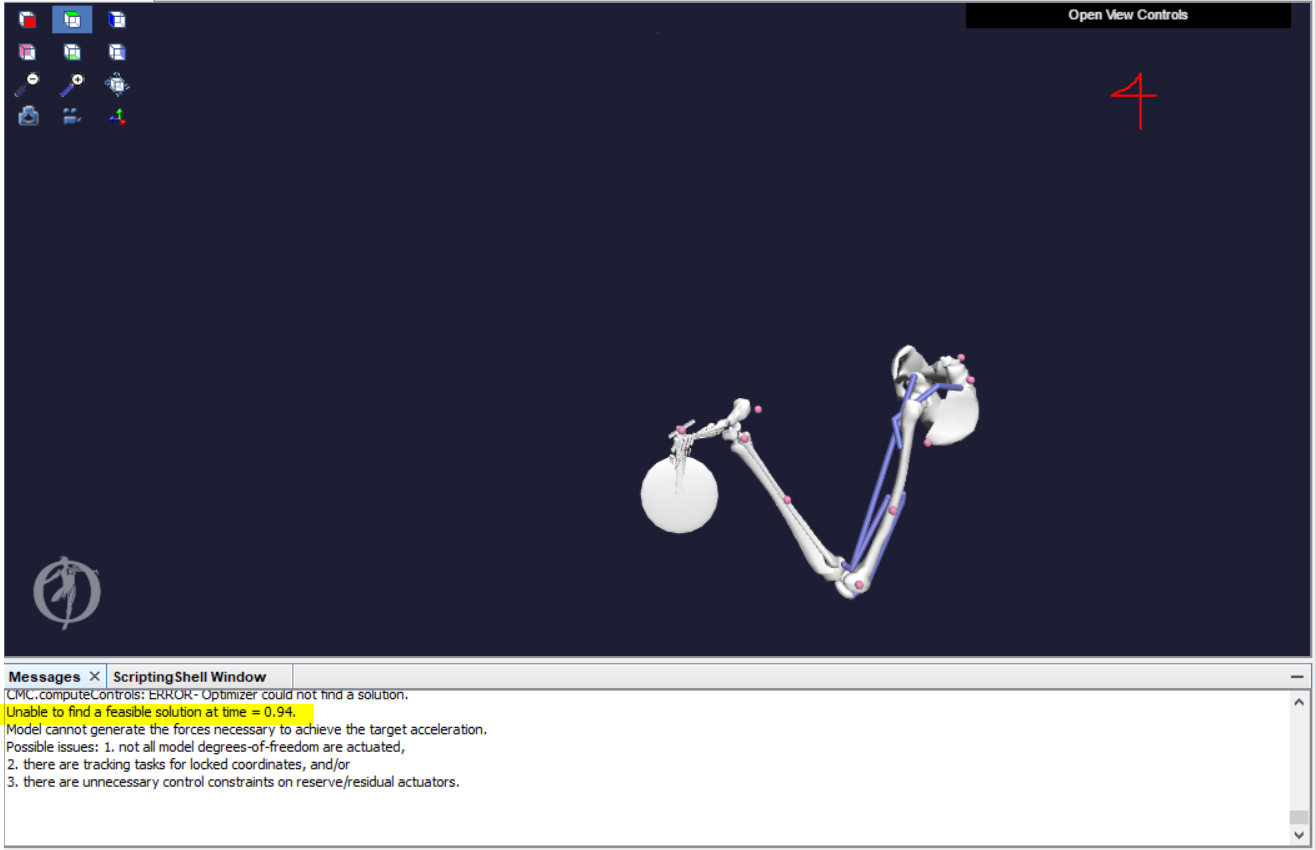 Open View Controls
4
Messages
Scripting Shell Window
CMC.computeControls: ERROR- Optimizer could not find a solution.
Unable to find a feasible solution at time = 0.94.
Model cannot generate the forces necessary to achieve the target acceleration.
Possible issues: 1. not all model degrees-of-freedom are actuated,
2. there are tracking tasks for locked coordinates, and/or
3. there are unnecessary control constraints on reserve/residual actuators.